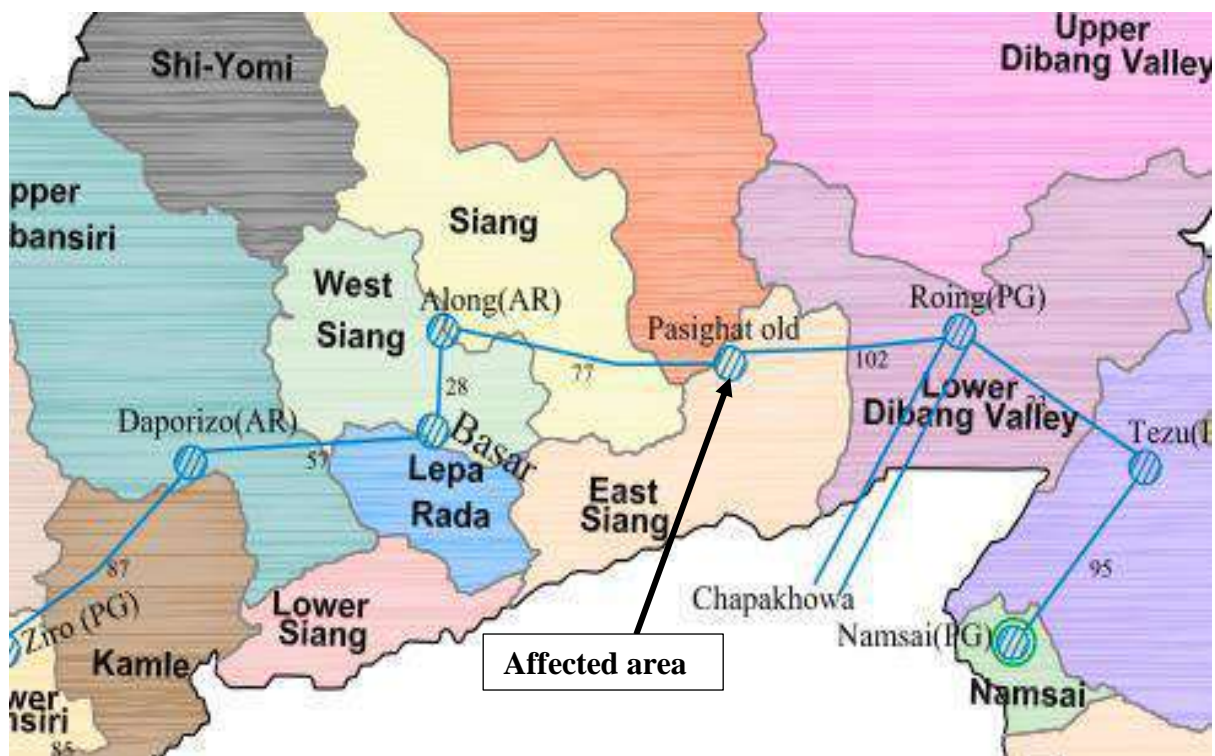 Upper
Dibang Valley
Shi-Yomi
pper
bansiri
Siang
West
Siang
Along(AR)
Roing(PG)
Pasighat old
102
77
28
Lower
Dibang Valley
Daporizo(AR)
Basar
57
Tezu
Lepa
Rada
East
Siang
95
87
Chapakhowa
Lower
Siang
Ziro (PG)
Namsai(PG)
Kamle
Affected area
Namsai
wer
nsiri
85